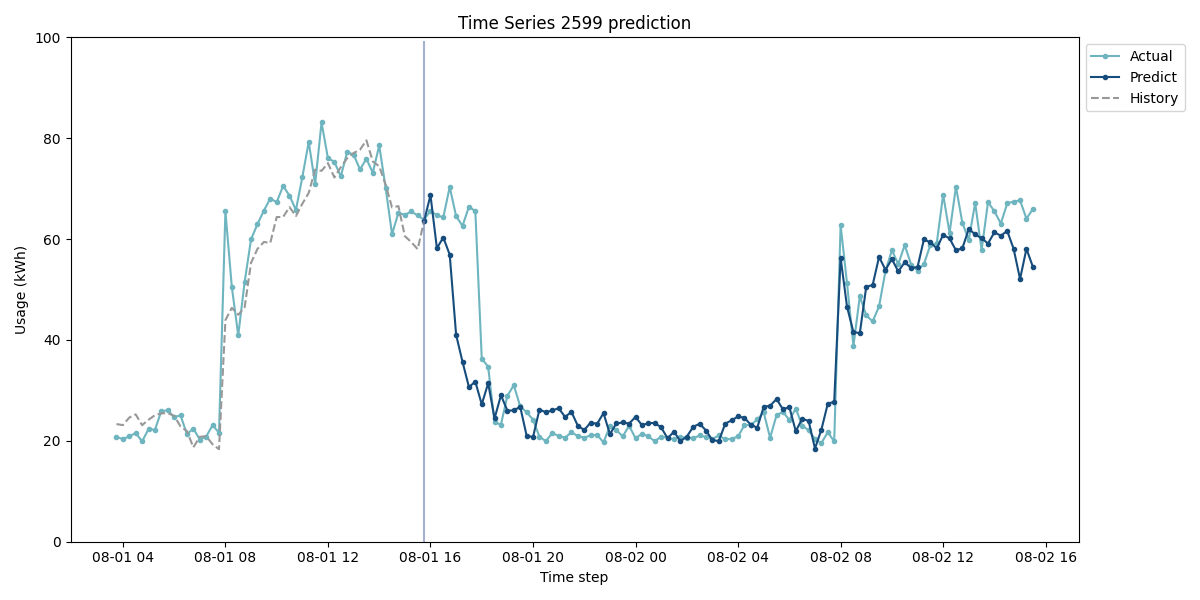 Time Series 2599 prediction
Usage (kWh)
100
80
60
40
20
0
08-01 04
08-01 08
08-01 12
08-01 16
08-01 20
08-02 00
08-02 04
08-02 08
08-02 12
08-02 16
Time step
Actual
Predict
History